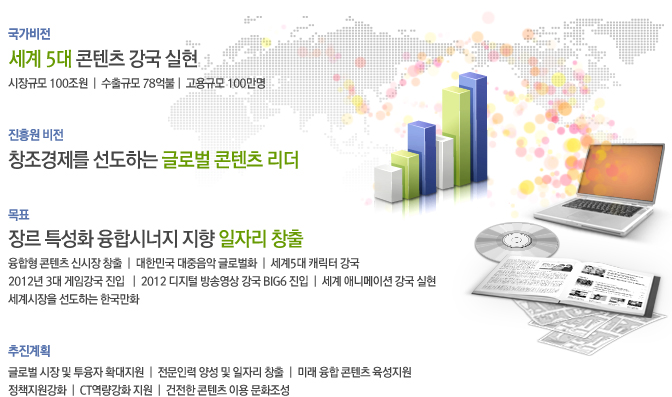 국가비전
세계 5대 콘텐츠 강국 실현
시장규모 100조원 | 수출규모 78억불 | 고용규모 100만명
진흥원 비전
창조경제를 선도하는 글로벌 콘텐츠 리더
목표
장르 특성화 융합시너지 지향 일자리 창출
융합형 콘텐츠 신시장 창출 | 대한민국 대중음악 글로벌화 | 세계5대 캐릭터 강국
2012년 3대 게임강국 진입 | 2012 디지털 방송영상 강국 BIG6 진입 | 세계 애니메이션 강국 실현
세계시장을 선도하는 한국만화
추진계획
글로벌 시장 및 투융자 확대지원 | 전문인력 양성 및 일자리 창출 | 미래 융합 콘텐츠 육성지원
정책지원강화 | CT역량강화 지원 | 건전한 콘텐츠 이용 문화조성